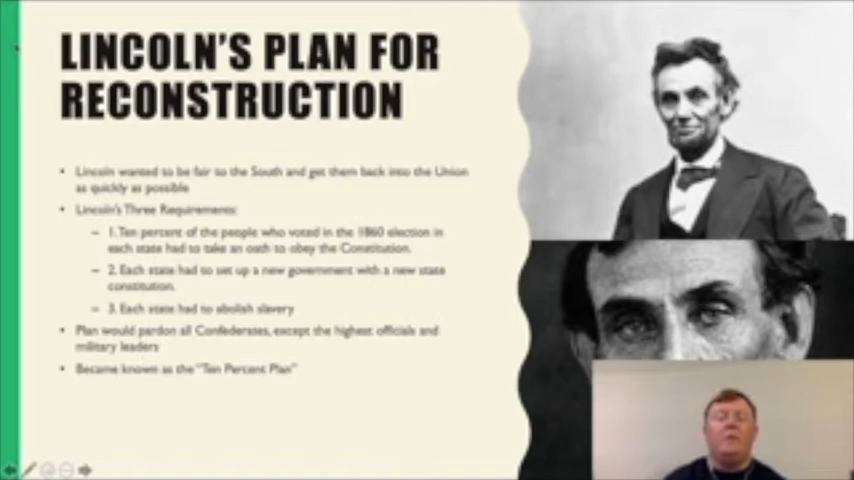 LINCOLN'S PLAN FOR
RECONSTRUCTION
• Lincoln wanted to be fair to the South and get them back into the Union
as quickly as possible
• Lincoln's Three Requirements:
– 1. Ten percent of the people who voted in the 1860 election in
each state had to take an oath to obey the Constitution.
– 2. Each state had to set up a new government with a new state
constitution.
– 3. Each state had to abolish slavery
• Plan would pardon all Confederates, except the highest officials and
military leaders
• Became known as the "Ten Percent Plan"